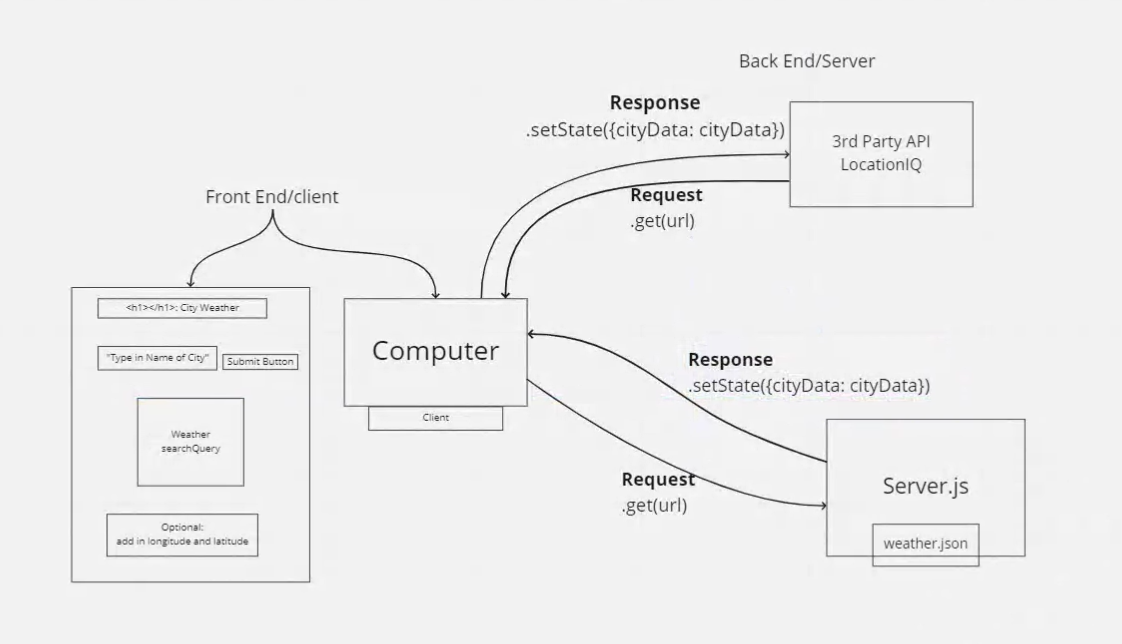 Back End/Server
Response
.setState({cityData: cityData})
3rd Party API
LocationIQ
Request
.get(url)
Front End/client
<h1></h1>: City Weather
"Type in Name of City"
Submit Button
Weather
searchQuery
Optional:
add in longitude and latitude
Computer
Client
Response
.setState({cityData: cityData})
Request
.get(url)
Server.js
weather.json